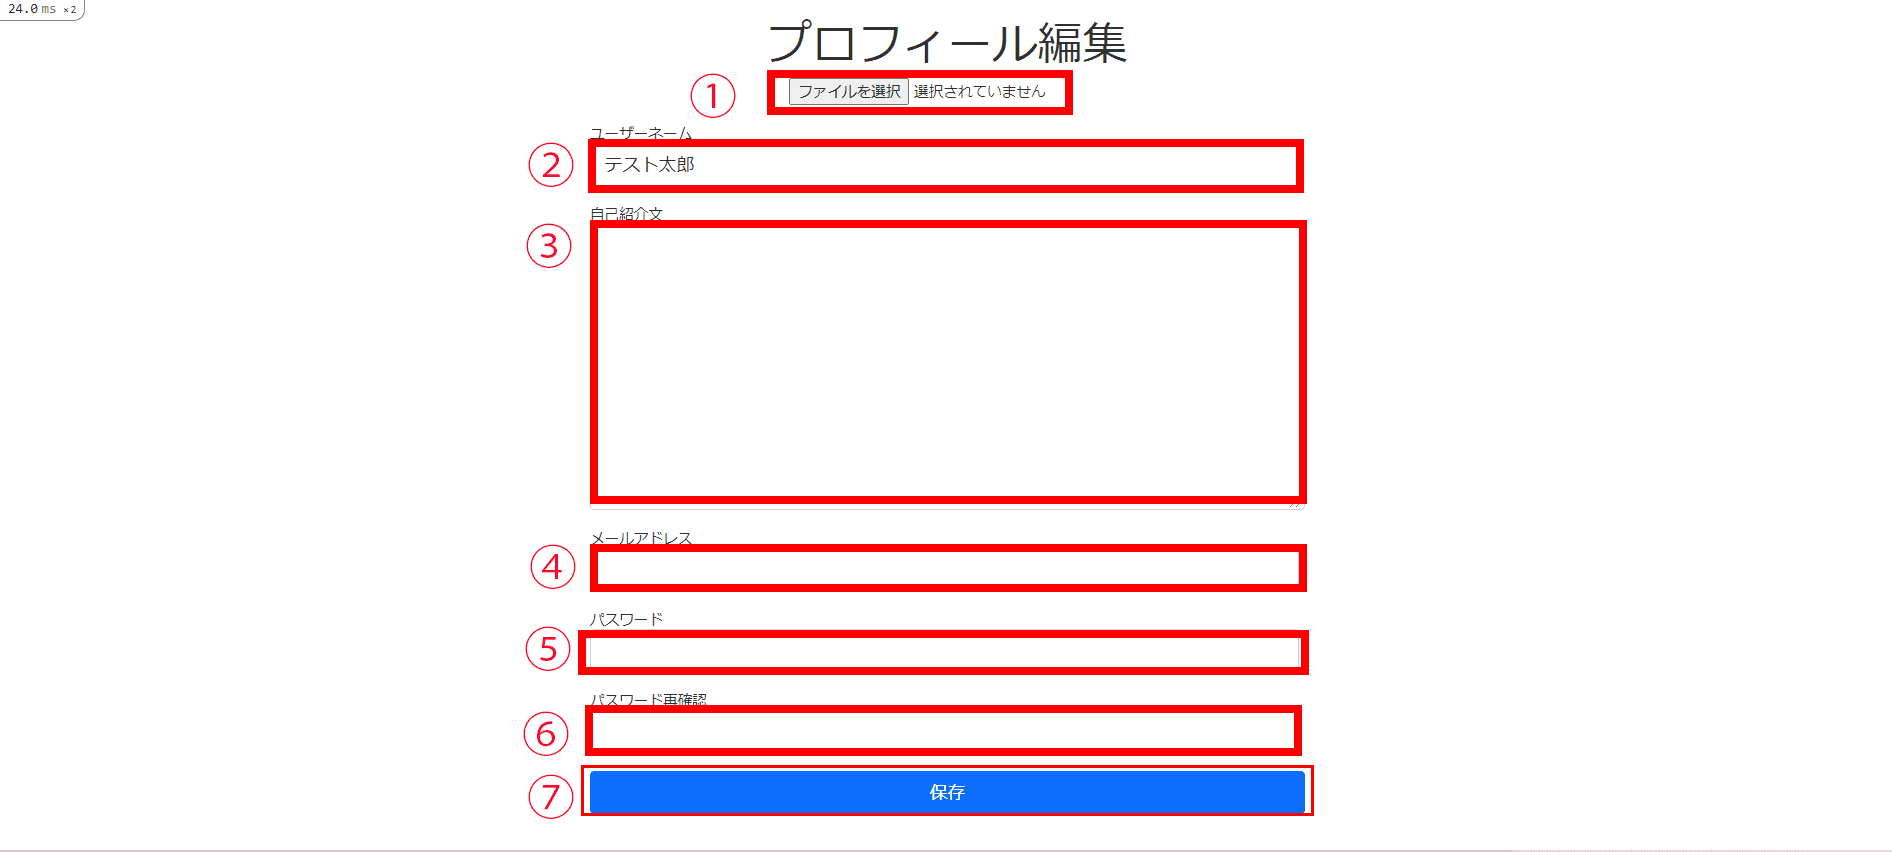 24.0 ms ×2
プロフィール編集
① ファイルを選択 選択されていません
ユーザーネーム
② テスト太郎
自己紹介文
③
メールアドレス
④
パスワード
⑤
パスワード再確認
⑥
⑦ 保存